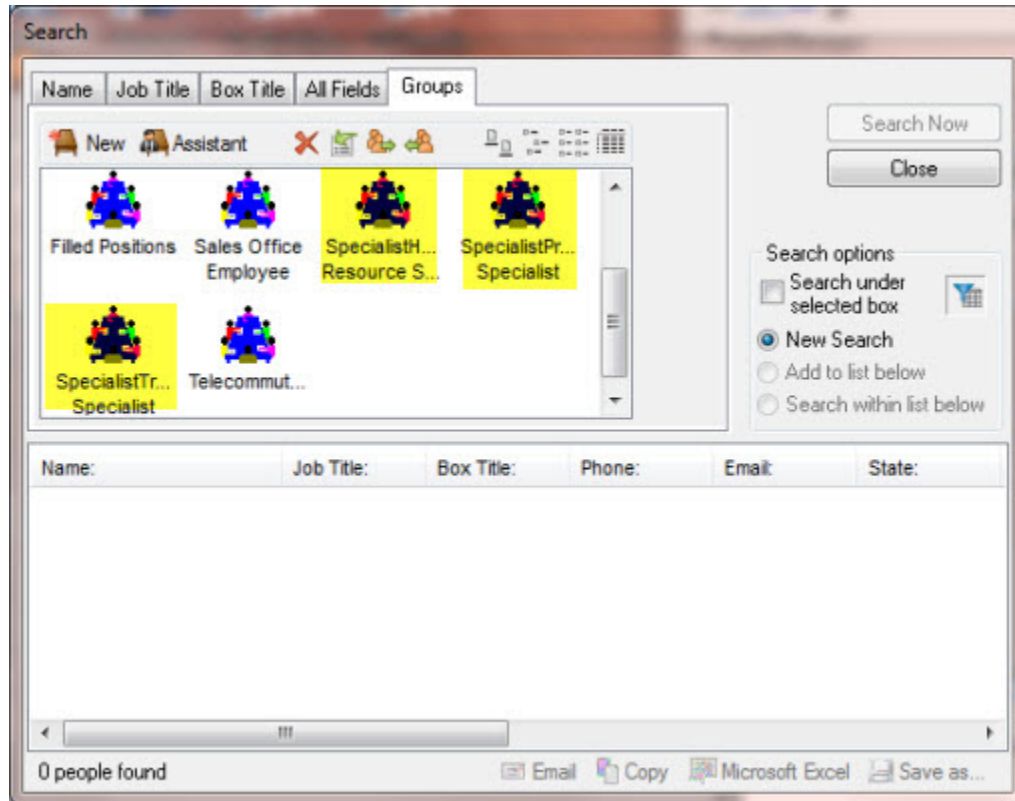 Search
Name Job Title Box Title All Fields Groups
New Assistant
Search Now
Close
Filled Positions Sales Office SpecialistH... SpecialistPr...
Employee Resource S... Specialist
SpecialistTr... Telecommut...
Specialist
Search options
Search under
selected box
New Search
Add to list below
Search within list below
Name: Job Title: Box Title: Phone: Email: State:
0 people found Email Copy Microsoft Excel Save as...